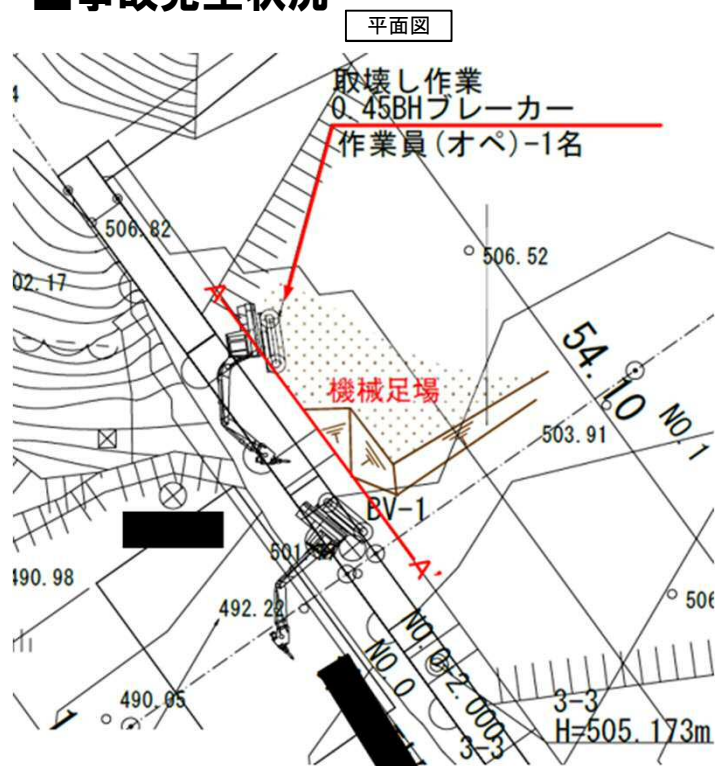 ■事故発生状況
平面図
取壊し作業
0.45BHブレーカー
作業員(オペ)-1名
506.82
506.52
02.17
A
54.10
NO.1
機械足場
503.91
BV-1
A'
490.98
492.22
506
NO.0
NO.0+2.000
490.05
3-3
H=505.173m
3-3